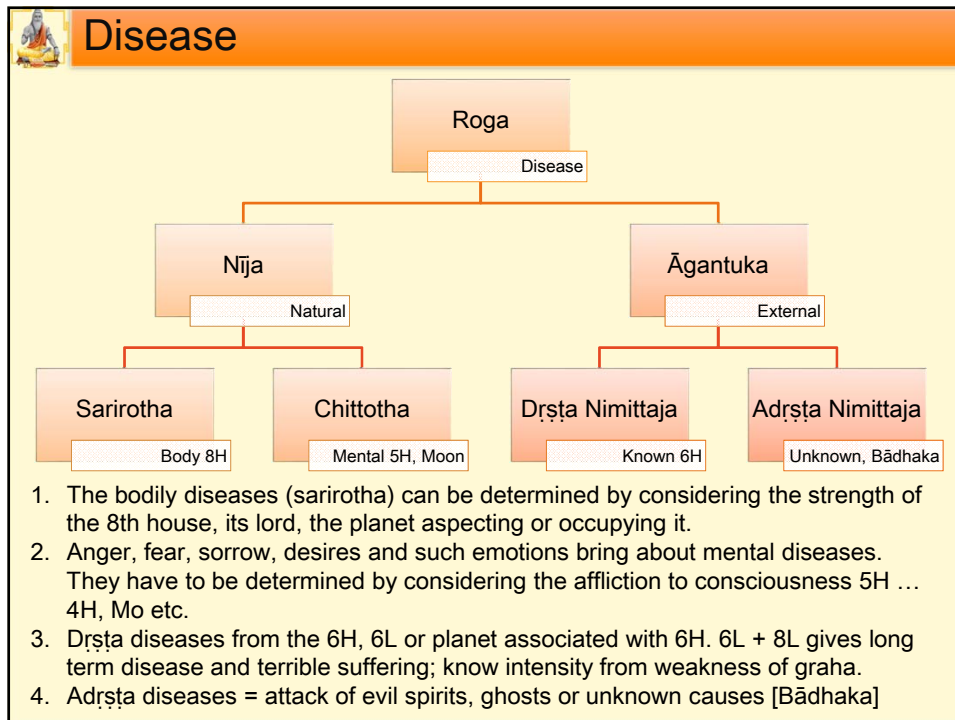 Disease
Roga
Disease
Nīja
Natural
Āgantuka
External
Sarirotha
Body 8H
Chittotha
Mental 5H, Moon
Dṛṣṭa Nimittaja
Known 6H
Adṛṣṭa Nimittaja
Unknown, Bādhaka
1. The bodily diseases (sarirotha) can be determined by considering the strength of
the 8th house, its lord, the planet aspecting or occupying it.
2. Anger, fear, sorrow, desires and such emotions bring about mental diseases.
They have to be determined by considering the affliction to consciousness 5H …
4H, Mo etc.
3. Dṛṣṭa diseases from the 6H, 6L or planet associated with 6H. 6L + 8L gives long
term disease and terrible suffering; know intensity from weakness of graha.
4. Adṛṣṭa diseases = attack of evil spirits, ghosts or unknown causes [Bādhaka]